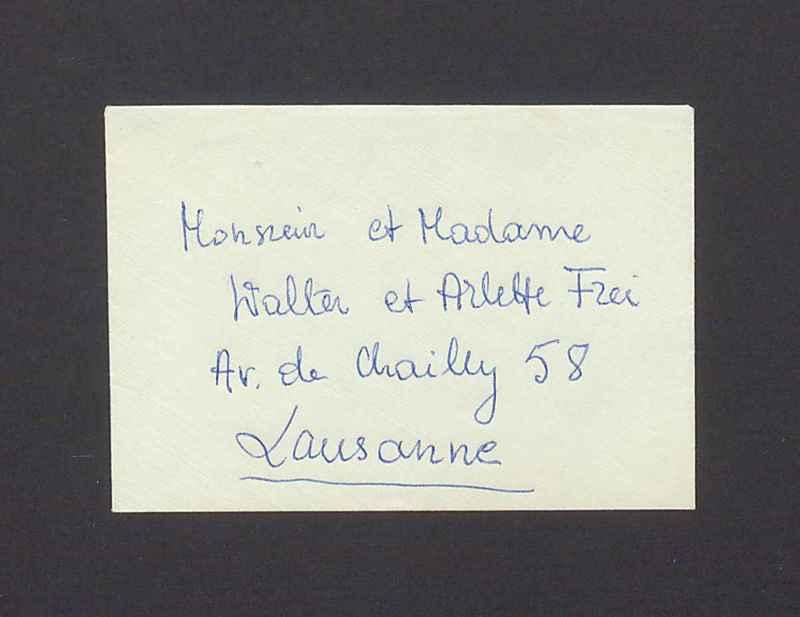 Monsieur et Madame
Walter et Arlette Frei
Av. de Chailly 58
Lausanne